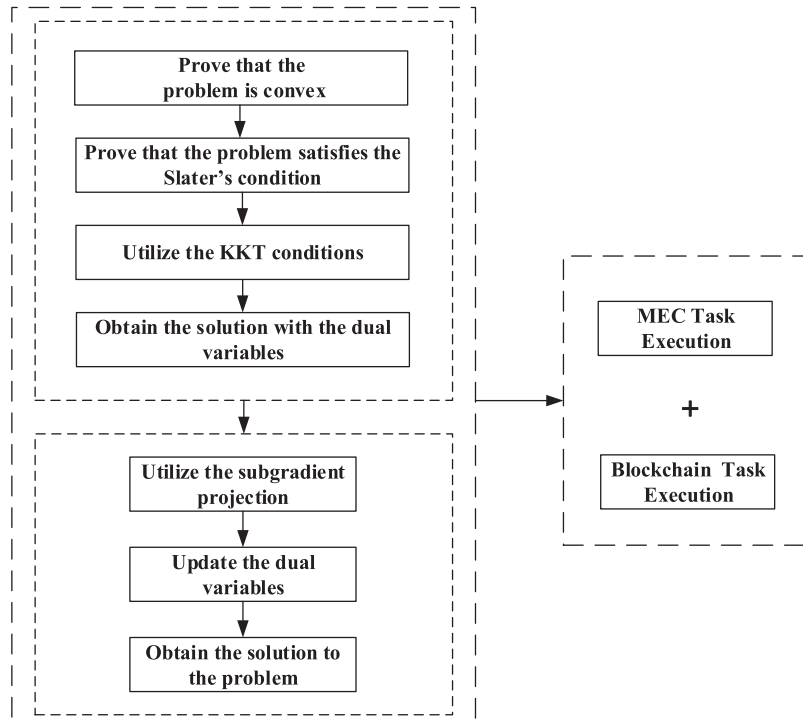 Prove that the
problem is convex
Prove that the problem satisfies the
Slater's condition
Utilize the KKT conditions
Obtain the solution with the dual
variables
Utilize the subgradient
projection
Update the dual
variables
Obtain the solution to
the problem
MEC Task
Execution
+
Blockchain Task
Execution